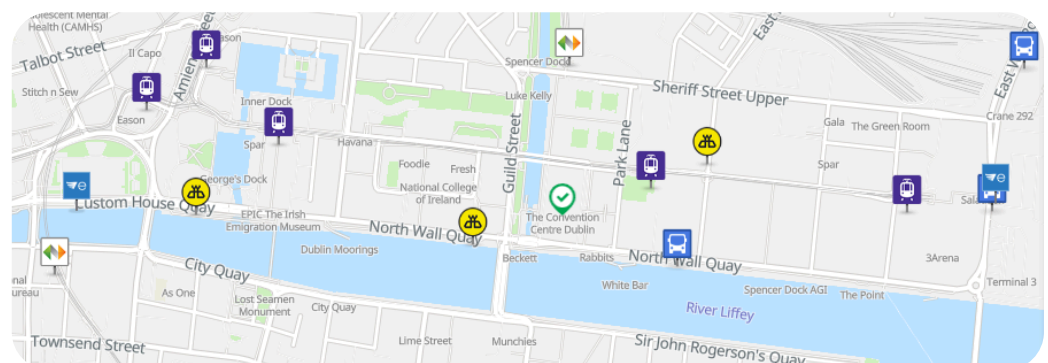 Adolescent Mental
Health (CAMHS)
Talbot Street
Il Capo
Eason
Amiens Street
Stitch n Sew
Eason
Inner Dock
Spar
Havana
George's Dock
Custom House Quay
EPIC The Irish
Emigration Museum
Dublin Moorings
Foodie
Fresh
National College
of Ireland
North Wall Quay
Guild Street
Spencer Dock
Luke Kelly
Park Lane
Sheriff Street Upper
East
East
Crane 292
Gala
The Green Room
Spar
e
e
The Convention
Centre Dublin
Beckett
Rabbits
North Wall Quay
White Bar
Spencer Dock AGI
The Point
3Arena
Terminal 3
River Liffey
City Quay
As One
Lost Seamen
Monument
City Quay
Lime Street
Munchies
Sir John Rogerson's Quay
Townsend Street